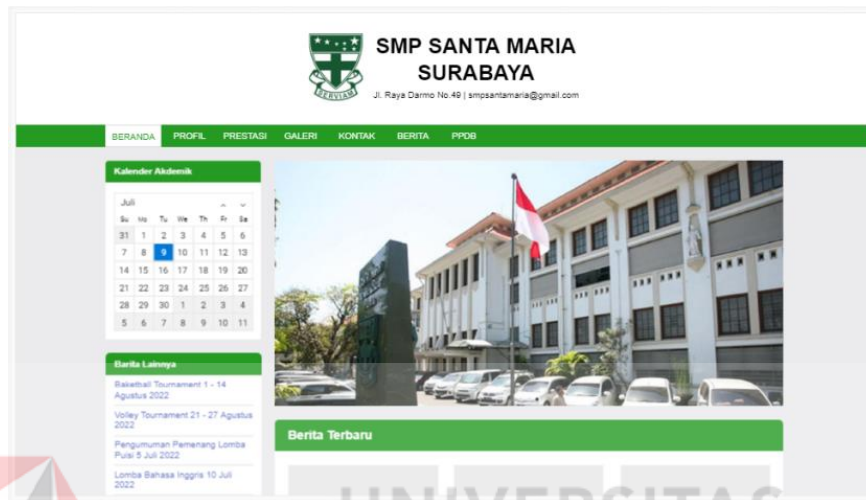 SMP SANTA MARIA
SURABAYA
Jl. Raya Darmo No.49 | smpsantamaria@gmail.com
SERVIAM
BERANDA PROFIL PRESTASI GALERI KONTAK BERITA PPDB
Kalender Akdemik
Juli
Su Mo Tu We Th Fr Sa
31 1 2 3 4 5 6
7 8 9 10 11 12 13
14 15 16 17 18 19 20
21 22 23 24 25 26 27
28 29 30 1 2 3 4
5 6 7 8 9 10 11
Barita Lainnya
Baketball Tournament 1 - 14
Agustus 2022
Volley Tournament 21 - 27 Agustus
2022
Pengumuman Pemenang Lomba
Puisi 5 Juli 2022
Lomba Bahasa Inggris 10 Juli
2022
Berita Terbaru
UNIVERSITAS